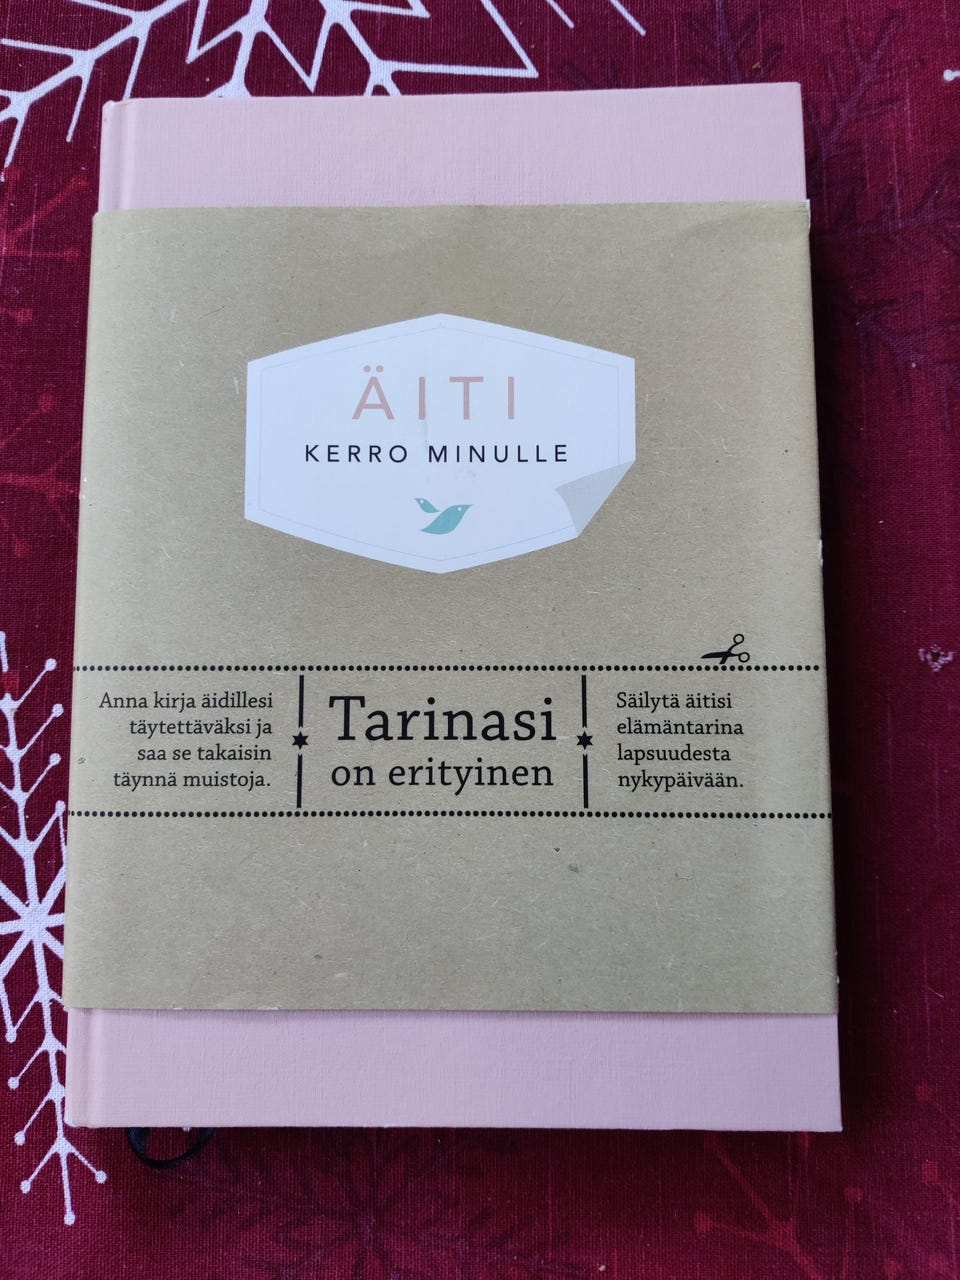 ÄITI
KERRO MINULLE
Anna kirja äidillesi
täytettäväksi ja
saa se takaisin
täynnä muistoja.
Tarinasi
on erityinen
Säilytä äitisi
elämäntarina
lapsuudesta
nykypäivään.